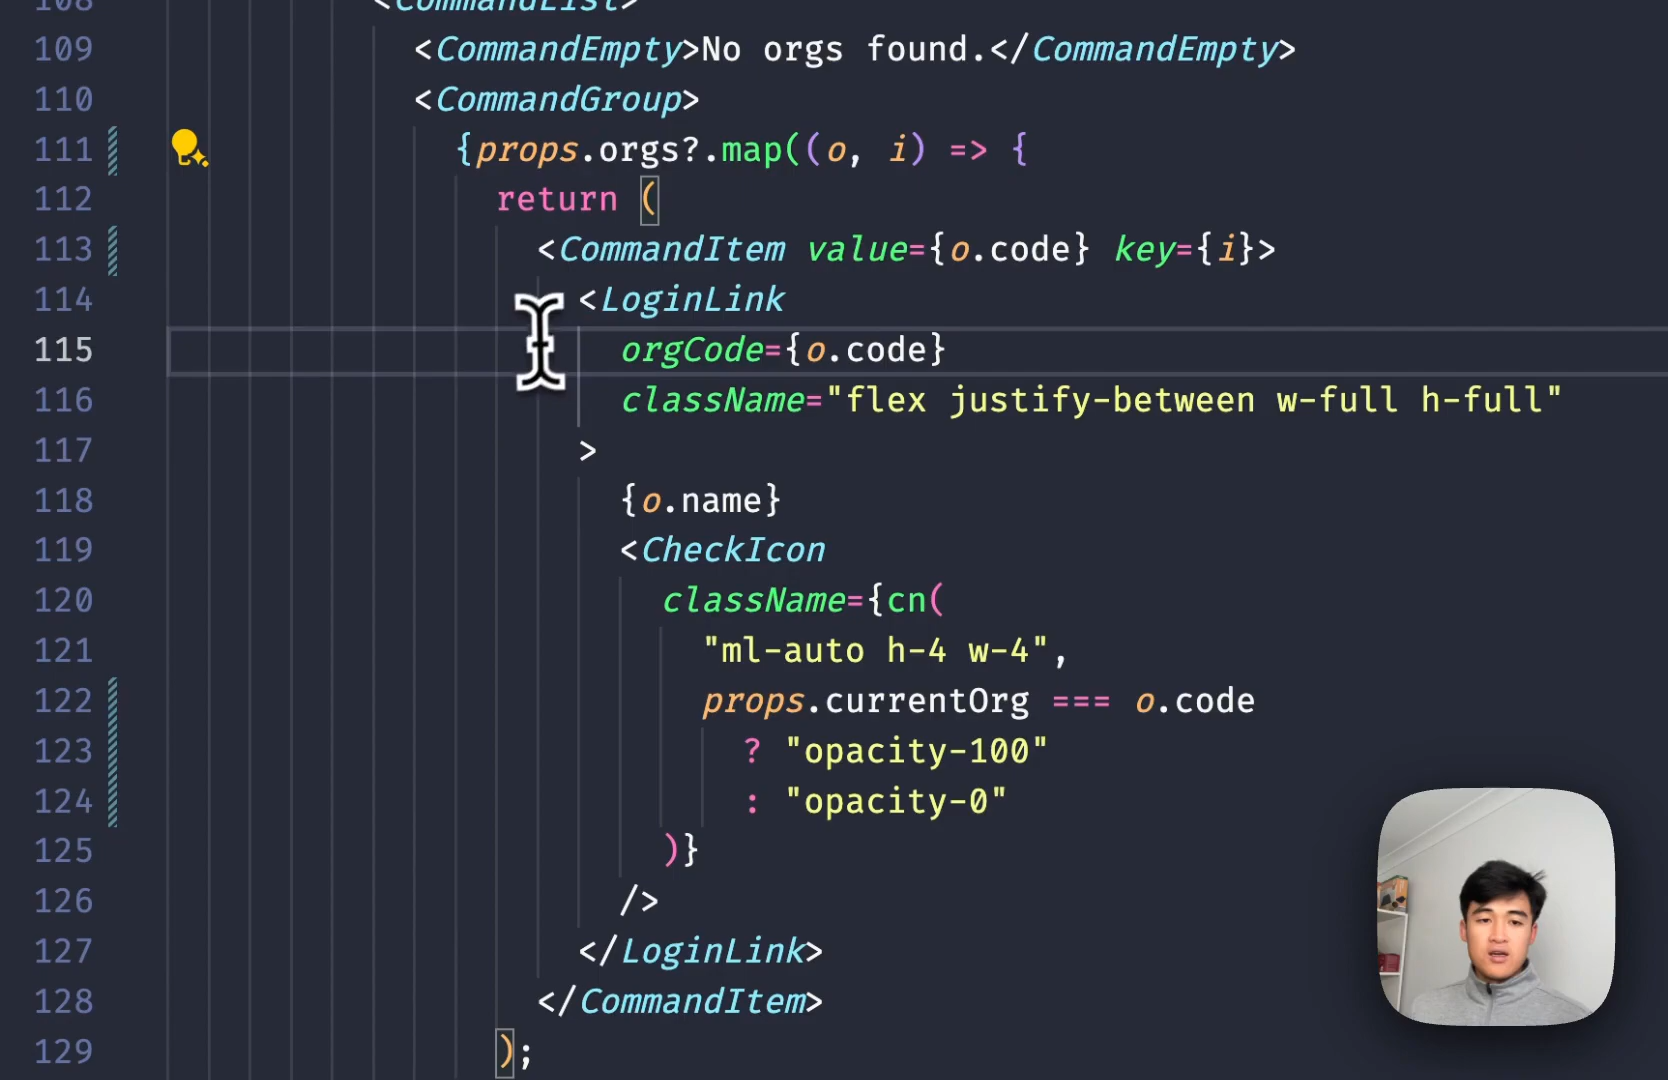 108 <CommandList>
109 <CommandEmpty>No orgs found.</CommandEmpty>
110 <CommandGroup>
111 {props.orgs?.map((o, i) => {
112 return (
113 <CommandItem value={o.code} key={i}>
114 <LoginLink
115 orgCode={o.code}
116 className="flex justify-between w-full h-full"
117 >
118 {o.name}
119 <CheckIcon
120 className={cn(
121 "ml-auto h-4 w-4",
122 props.currentOrg === o.code
123 ? "opacity-100"
124 : "opacity-0"
125 )}
126 />
127 </LoginLink>
128 </CommandItem>
129 );